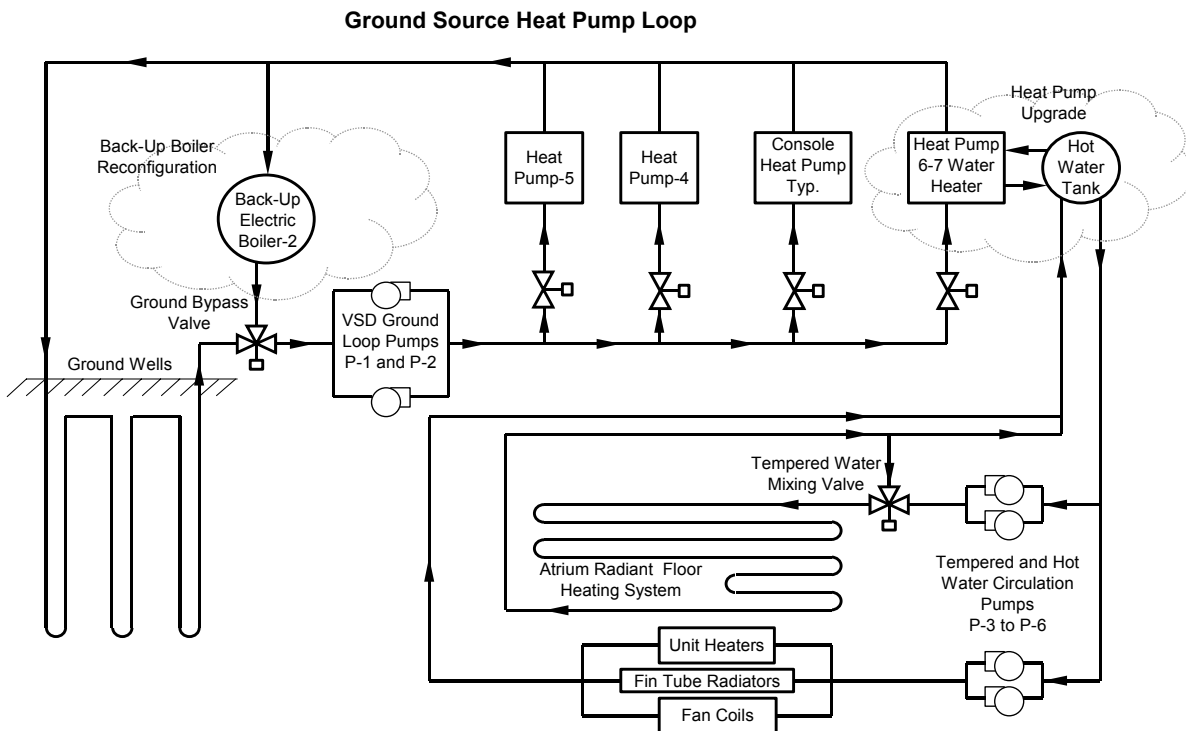 Ground Source Heat Pump Loop
Heat Pump
Upgrade
Back-Up Boiler
Reconfiguration
Back-Up
Electric
Boiler-2
Heat
Pump-5
Heat
Pump-4
Console
Heat Pump
Typ.
Heat Pump
6-7 Water
Heater
Hot
Water
Tank
Ground Bypass
Valve
VSD Ground
Loop Pumps
P-1 and P-2
Ground Wells
Tempered Water
Mixing Valve
Atrium Radiant Floor
Heating System
Tempered and Hot
Water Circulation
Pumps
P-3 to P-6
Unit Heaters
Fin Tube Radiators
Fan Coils